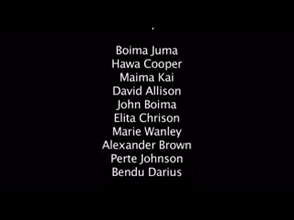 Boima Juma
Hawa Cooper
Maima Kai
David Allison
John Boima
Elita Chrison
Marie Wanley
Alexander Brown
Perte Johnson
Bendu Darius